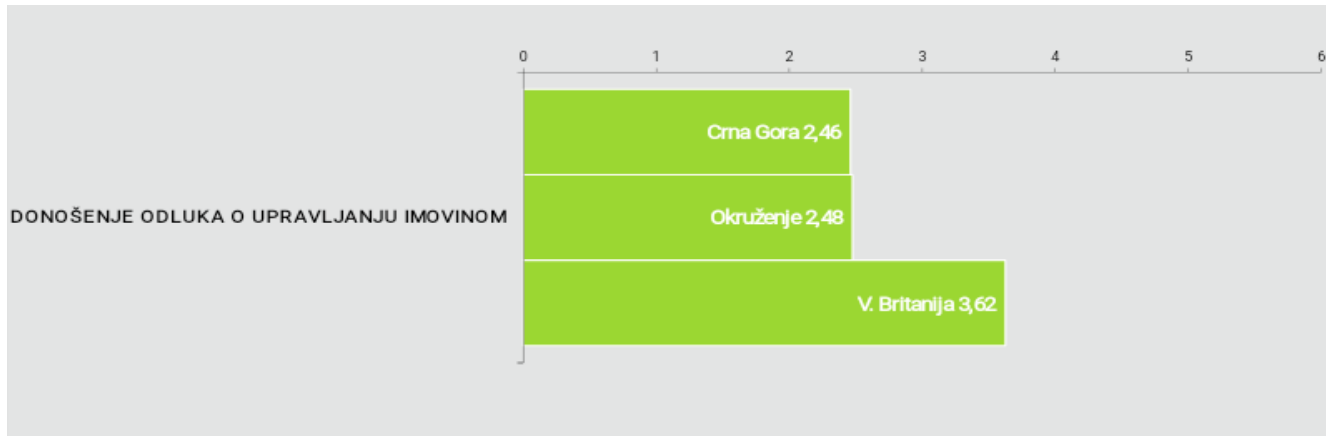 0 1 2 3 4 5 6
Crna Gora 2,46
DONOŠENJE ODLUKA O UPRAVLJANJU IMOVINOM
Okruženje 2,48
V. Britanija 3,62